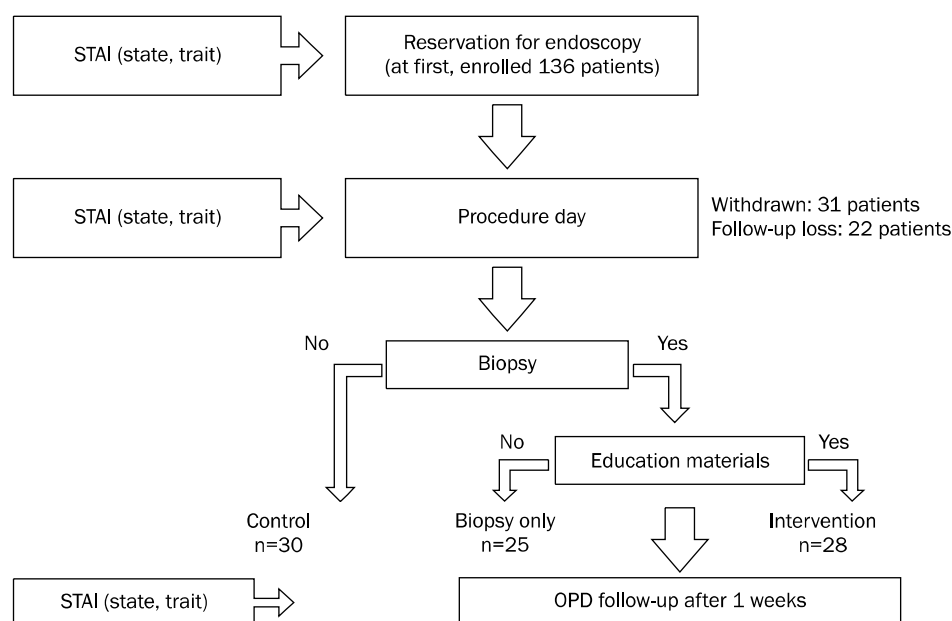 STAI (state, trait)
Reservation for endoscopy
(at first, enrolled 136 patients)
STAI (state, trait)
Procedure day
Withdrawn: 31 patients
Follow-up loss: 22 patients
No
Yes
Biopsy
No
Yes
Education materials
Control
n=30
Biopsy only
n=25
Intervention
n=28
STAI (state, trait)
OPD follow-up after 1 weeks